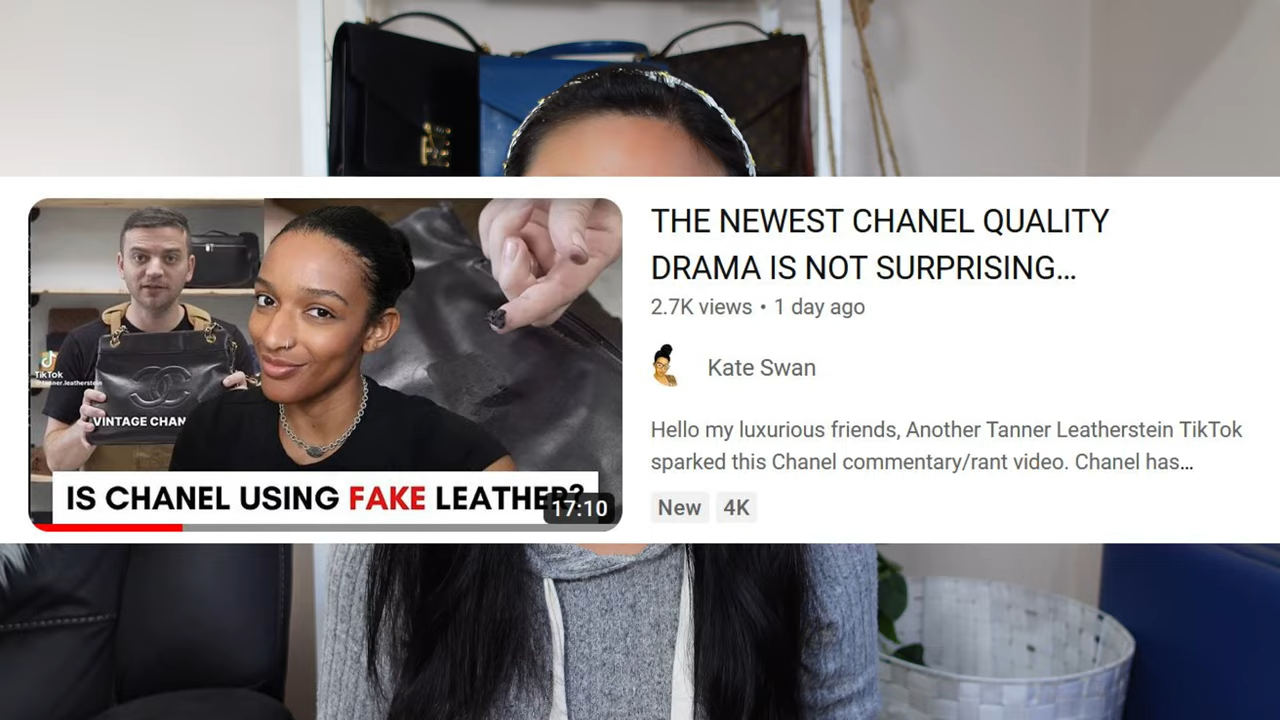 THE NEWEST CHANEL QUALITY
DRAMA IS NOT SURPRISING...
2.7K views • 1 day ago
Kate Swan
Hello my luxurious friends, Another Tanner Leatherstein TikTok
sparked this Chanel commentary/rant video. Chanel has...
New 4K
TikTok
VINTAGE CHAN
IS CHANEL USING FAKE LEATHER?
17:10